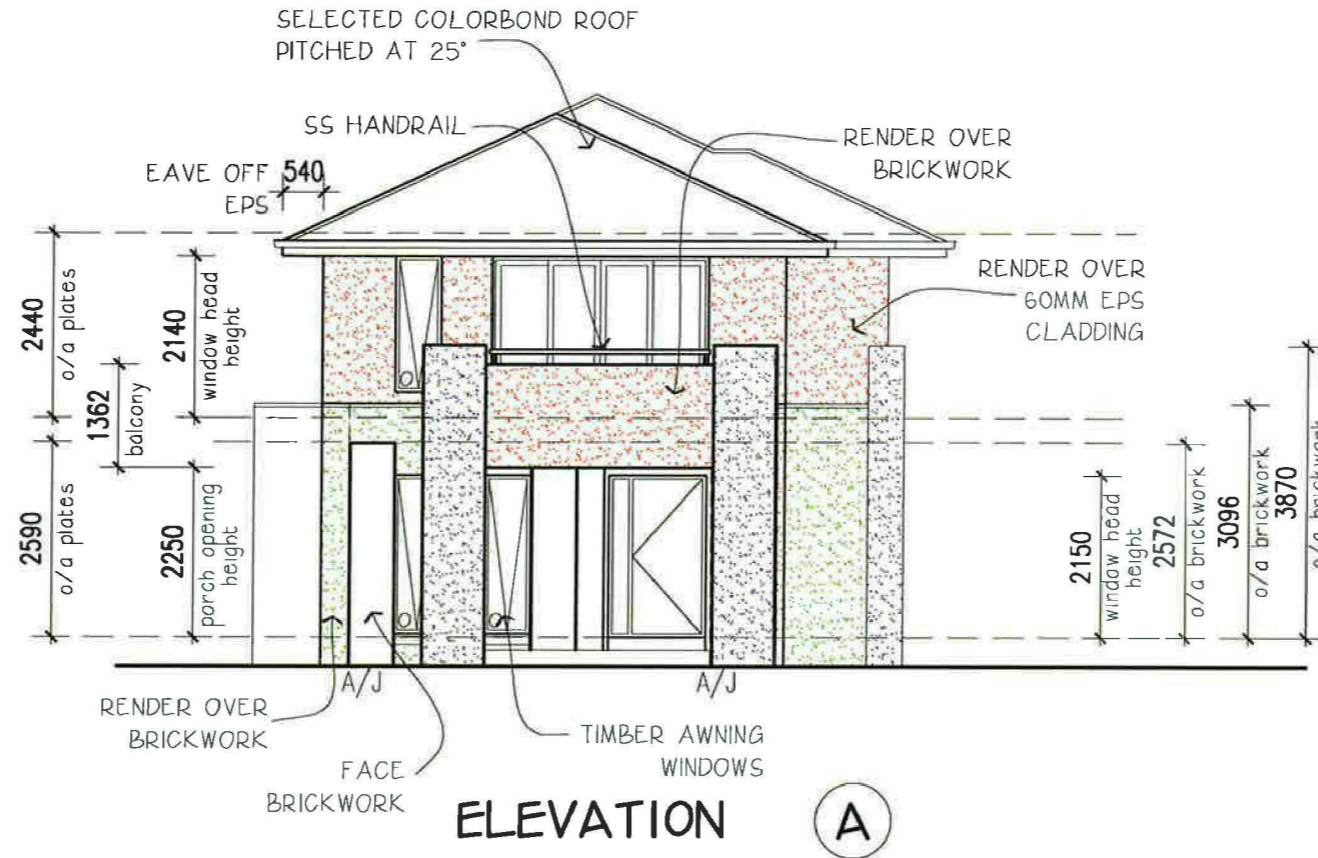 SELECTED COLORBOND ROOF
PITCHED AT 25°
SS HANDRAIL
RENDER OVER
BRICKWORK
EAVE OFF
EPS
540
RENDER OVER
60MM EPS
CLADDING
2440
o/a plates
2140
window head
height
1362
balcony
2590
o/a plates
2250
porch opening
height
2150
window head
height
2572
o/a brickwork
3096
o/a brickwork
3870
o/a brickwork
A/J
A/J
RENDER OVER
BRICKWORK
FACE
BRICKWORK
TIMBER AWNING
WINDOWS
ELEVATION A